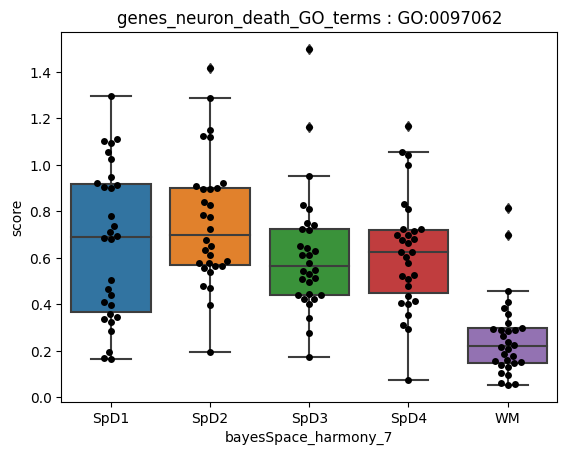 genes_neuron_death_GO_terms : GO:0097062
score
1.4
1.2
1.0
0.8
0.6
0.4
0.2
0.0
SpD1 SpD2 SpD3 SpD4 WM
bayesSpace_harmony_7